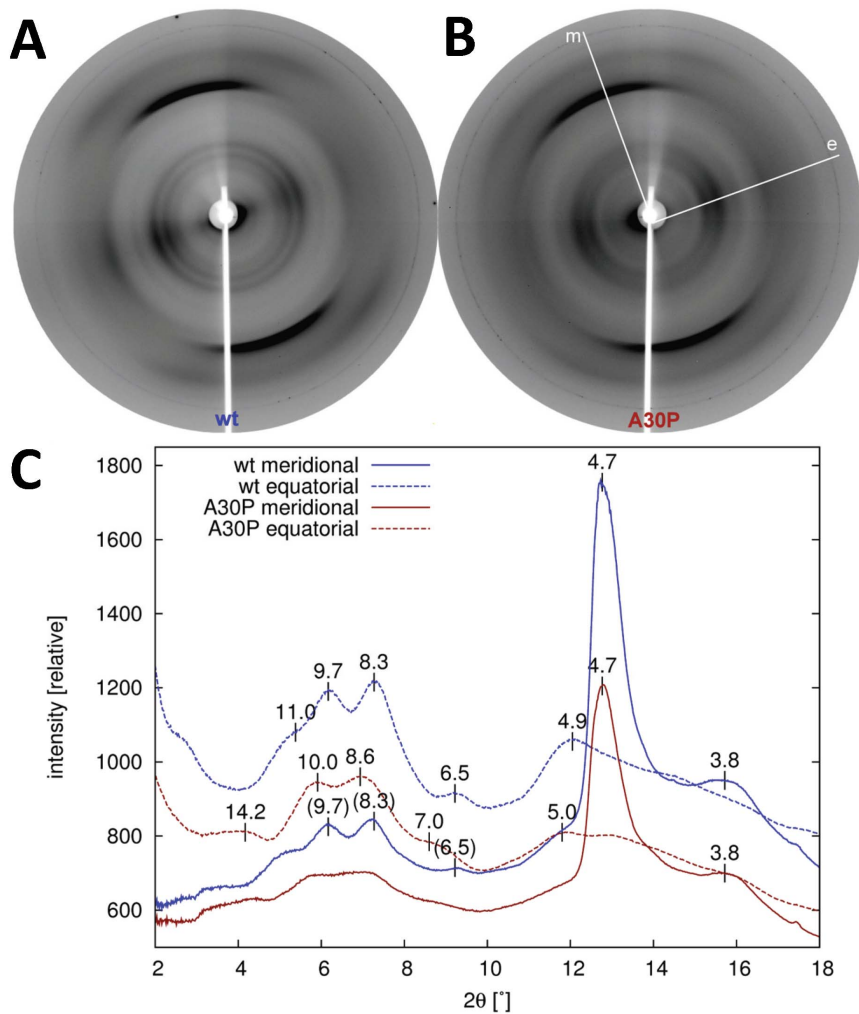 A
B
m
e
wt
A30P
C
1800
1600
1400
1200
1000
800
600
intensity [relative]
wt meridional
wt equatorial
A30P meridional
A30P equatorial
4.7
4.7
11.0
9.7
8.3
6.5
4.9
3.8
14.2
10.0
8.6
(9.7)
(8.3)
7.0
(6.5)
5.0
3.8
2 4 6 8 10 12 14 16 18
2θ [°]